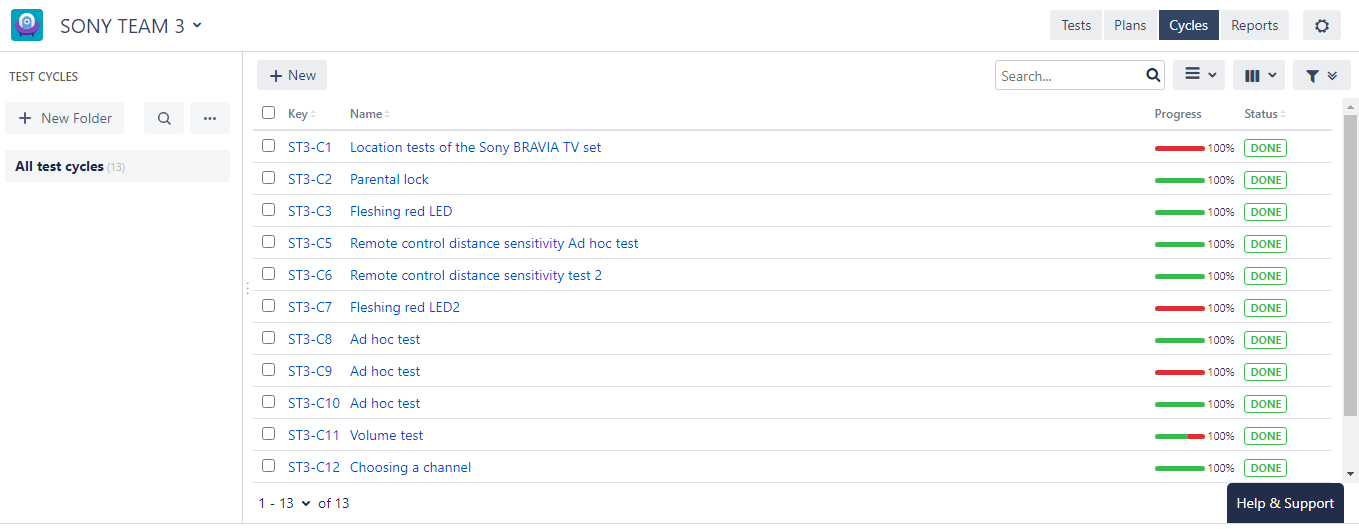 SONY TEAM 3
Tests Plans Cycles Reports
TEST CYCLES
New Folder
All test cycles (13)
New
Search...
Key Name Progress Status
ST3-C1 Location tests of the Sony BRAVIA TV set 100% DONE
ST3-C2 Parental lock 100% DONE
ST3-C3 Fleshing red LED 100% DONE
ST3-C5 Remote control distance sensitivity Ad hoc test 100% DONE
ST3-C6 Remote control distance sensitivity test 2 100% DONE
ST3-C7 Fleshing red LED2 100% DONE
ST3-C8 Ad hoc test 100% DONE
ST3-C9 Ad hoc test 100% DONE
ST3-C10 Ad hoc test 100% DONE
ST3-C11 Volume test 100% DONE
ST3-C12 Choosing a channel 100% DONE
1 - 13 of 13
Help & Support